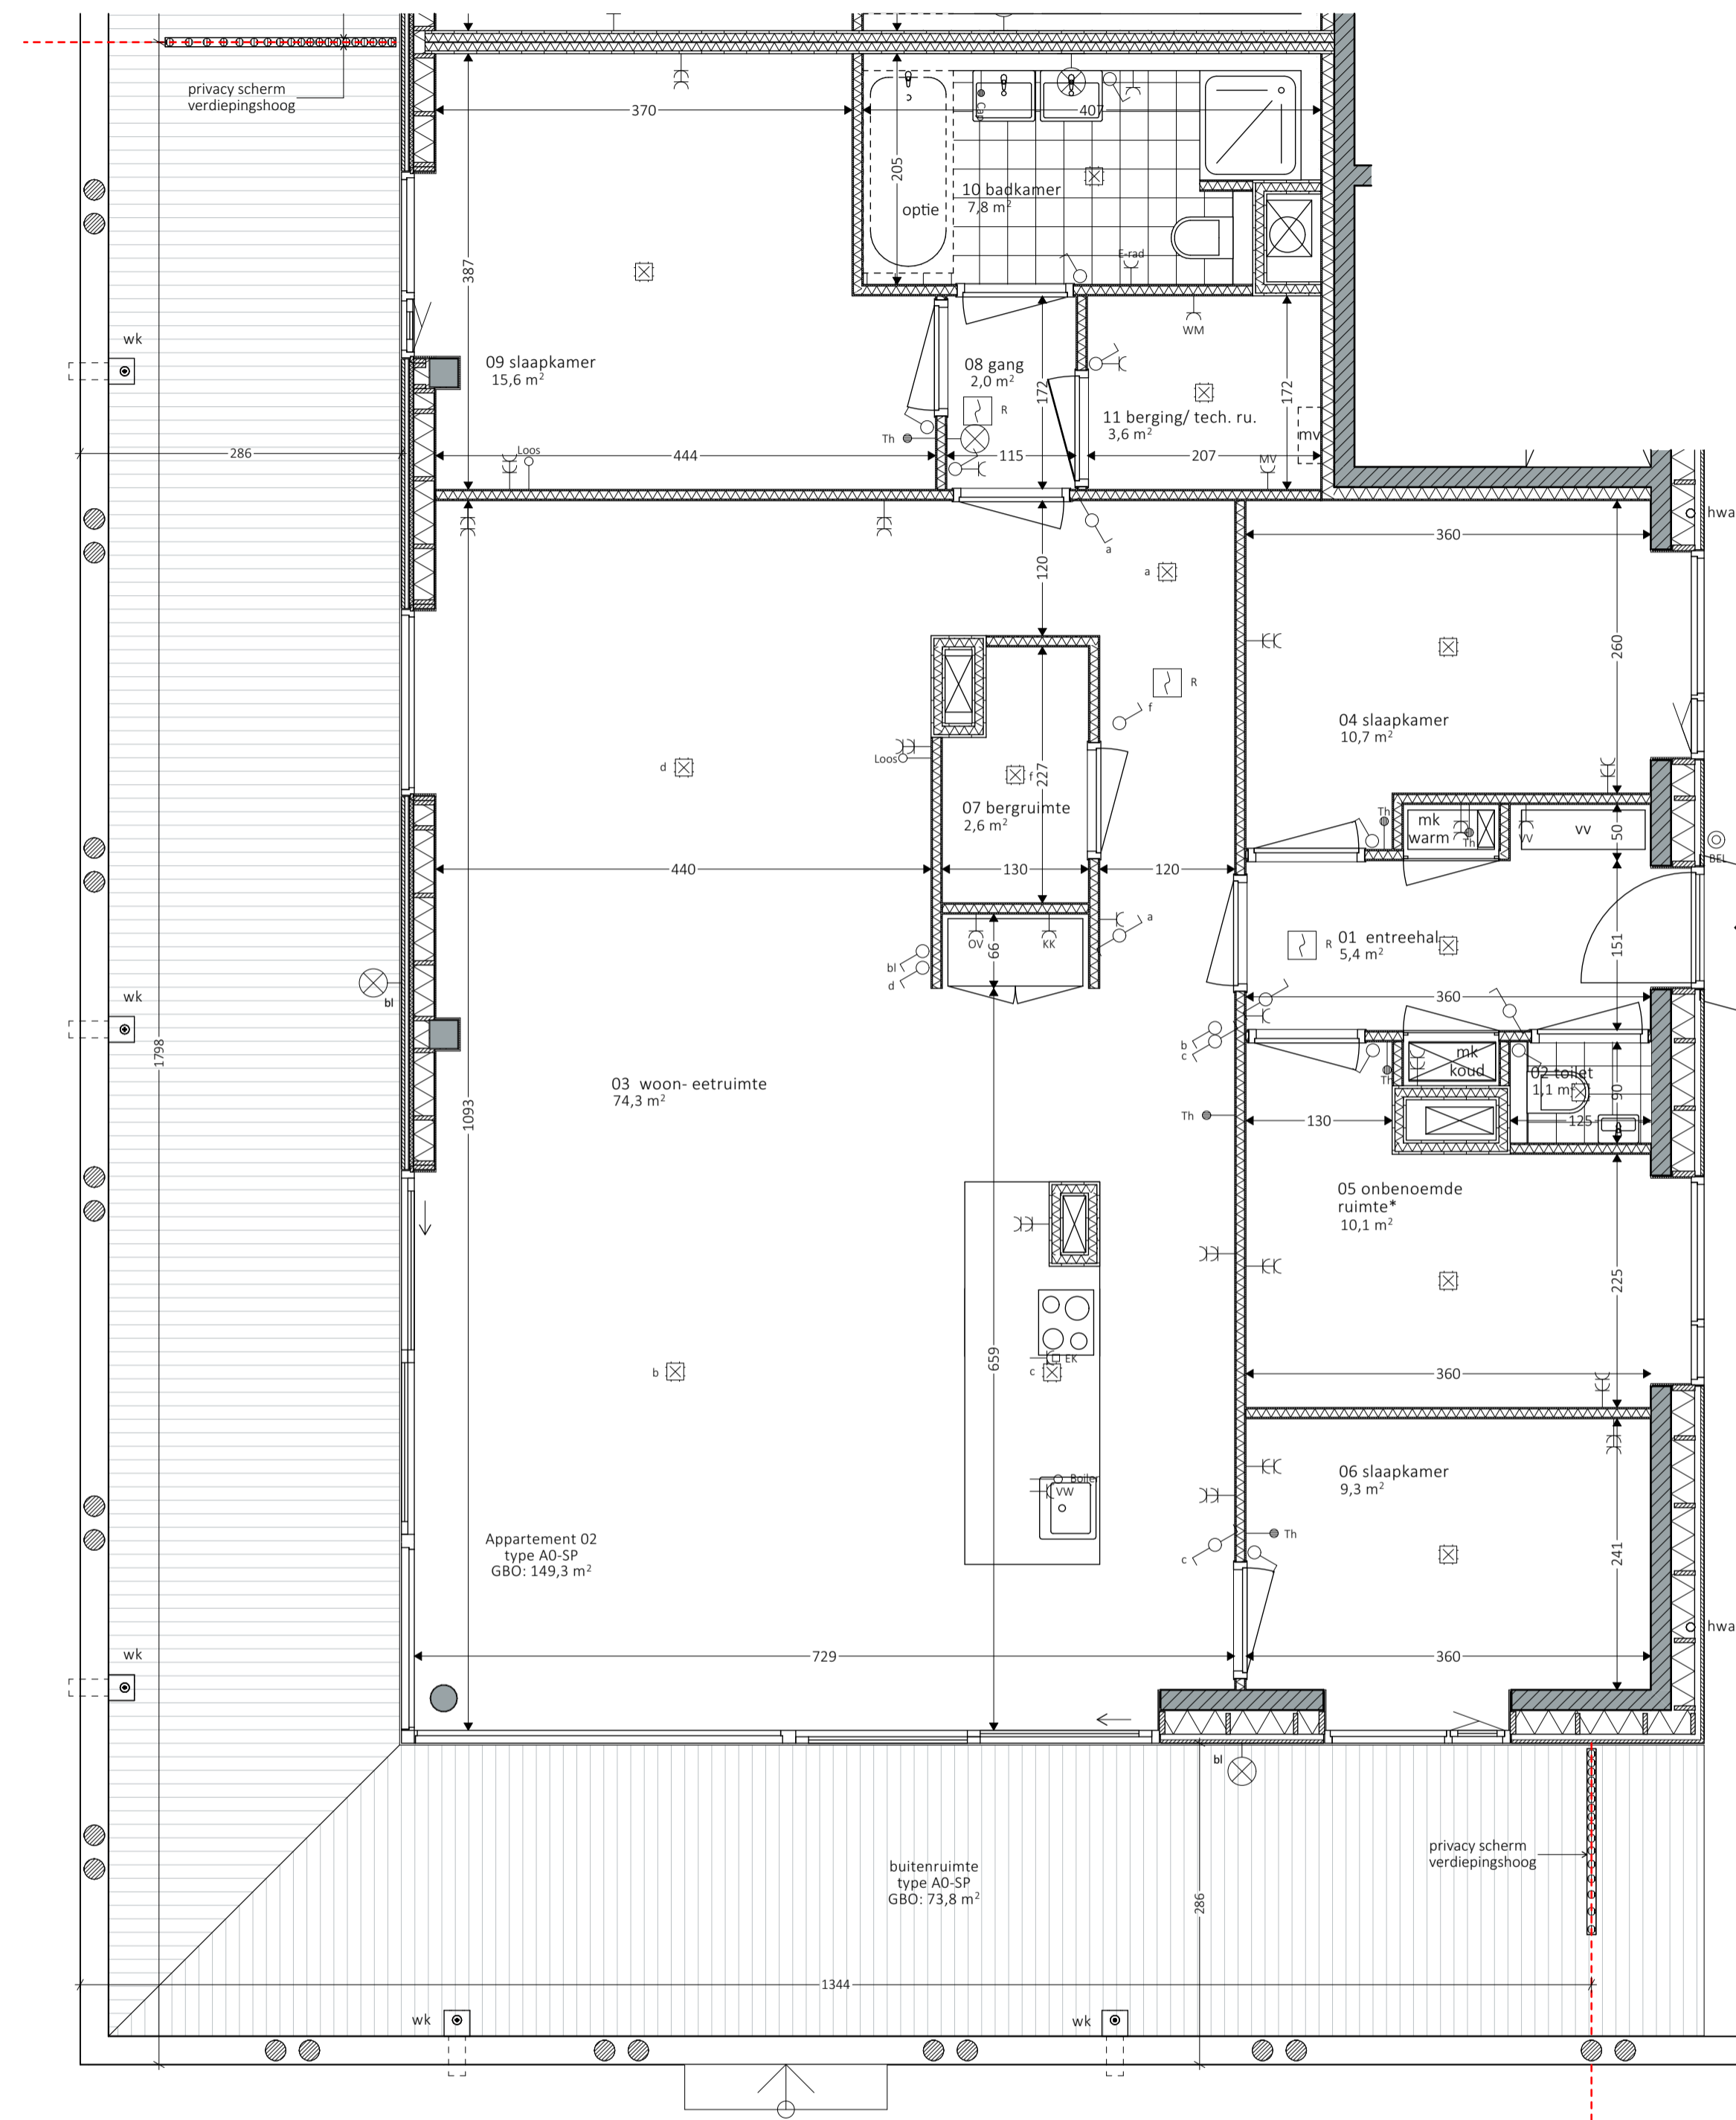 privacy scherm
verdiepingshoog
370
407
Cap
205
10 badkamer
7,8 m²
optie
E-rad
387
wk
09 slaapkamer
15,6 m²
08 gang
2,0 m²
172
R
WM
11 berging/ tech. ru.
3,6 m²
172
mv
Th
286
Loos
444
115
207
MV
hwa
a
360
120
a
260
R
f
04 slaapkamer
10,7 m²
d
Loos
f
227
07 bergruimte
2,6 m²
Th
mk
warm
Th
VV
vv
50
BEL
440
130
120
a
OV
KK
66
bl
d
R
01 entreehal
5,4 m²
151
360
bl
wk
1798
b
c
mk
koud
Th
02 toilet
1,1 m²
90
03 woon- eetruimte
74,3 m²
1093
Th
130
125
05 onbenoemde
ruimte*
10,1 m²
225
659
EK
c
b
360
06 slaapkamer
9,3 m²
Boiler
VW
Appartement 02
type A0-SP
GBO: 149,3 m²
Th
c
241
wk
hwa
729
360
bl
privacy scherm
verdiepingshoog
buitenruimte
type A0-SP
GBO: 73,8 m²
286
1344
wk
wk